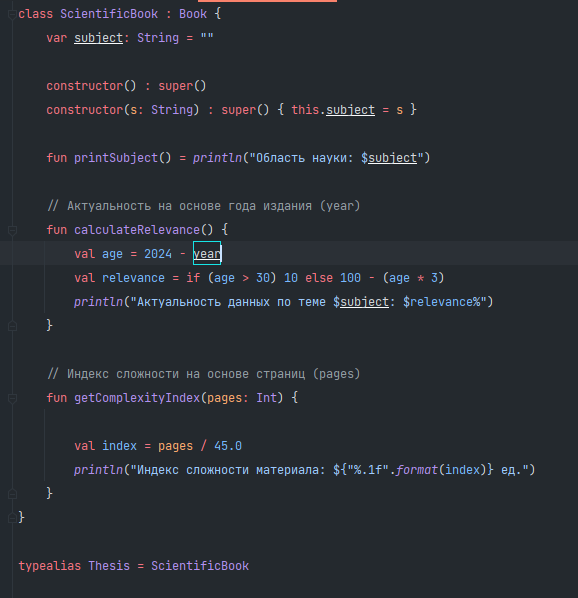 class ScientificBook : Book {
var subject: String = ""
constructor() : super()
constructor(s: String) : super() { this.subject = s }
fun printSubject() = println("Область науки: $subject")
// Актуальность на основе года издания (year)
fun calculateRelevance() {
val age = 2024 - year
val relevance = if (age > 30) 10 else 100 - (age * 3)
println("Актуальность данных по теме $subject: $relevance%")
}
// Индекс сложности на основе страниц (pages)
fun getComplexityIndex(pages: Int) {
val index = pages / 45.0
println("Индекс сложности материала: ${"%.1f".format(index)} ед.")
}
}
typealias Thesis = ScientificBook